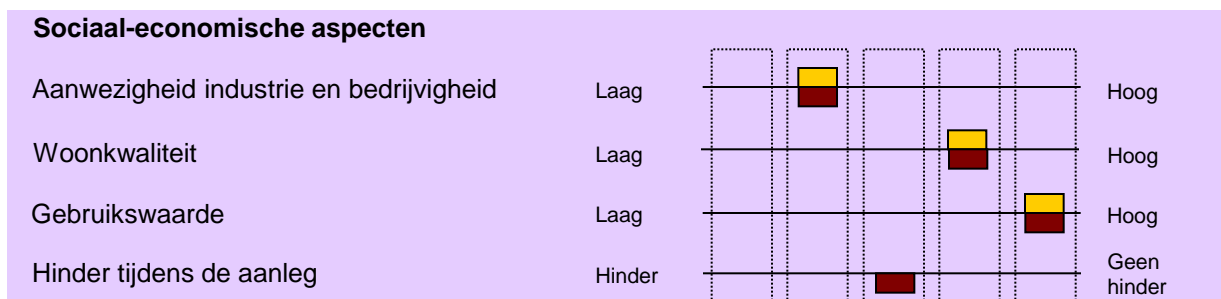 Sociaal-economische aspecten
Aanwezigheid industrie en bedrijvigheid Laag Hoog
Woonkwaliteit Laag Hoog
Gebruikswaarde Laag Hoog
Hinder tijdens de aanleg Hinder Geen
hinder